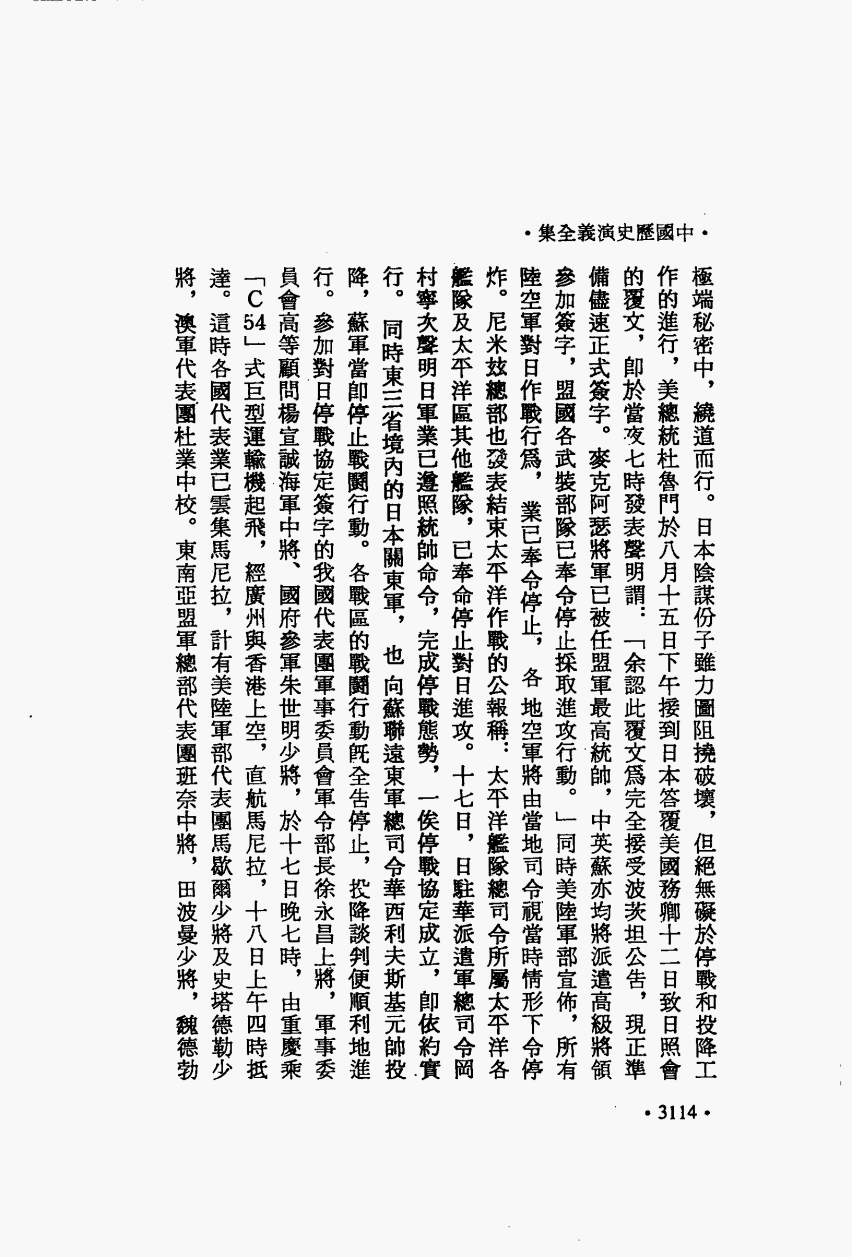 •中國歷史演義全集•
極端秘密中，繞道而行。日本陰謀份子雖力圖阻撓破壞，但絕無礙於停戰和投降工
作的進行，美總統杜魯門於八月十五日下午接到日本答覆美國務卿十二日致日照會
的覆文，卽於當夜七時發表聲明謂：「余認此覆文爲完全接受波茨坦公告，現正準
備儘速正式簽字。麥克阿瑟將軍已被任盟軍最高統帥，中英蘇亦均將派遣高級將領
參加簽字，盟國各武裝部隊已奉令停止採取進攻行動。」同時美陸軍部宣佈，所有
陸空軍對日作戰行爲，業已奉令停止，各地空軍將由當地司令視當時情形下令停
炸。尼米玆總部也發表結束太平洋作戰的公報稱：太平洋艦隊總司令所屬太平洋各
艦隊及太平洋區其他艦隊，已奉命停止對日進攻。十七日，日駐華派遣軍總司令岡
村寧次聲明日軍業已遵照統帥命令，完成停戰態勢，一俟停戰協定成立，卽依約實
行。同時東三省境內的日本關東軍，也向蘇聯遠東軍總司令華西利夫斯基元帥投
降，蘇軍當卽停止戰鬪行動。各戰區的戰鬪行動旣全告停止，投降談判便順利地進
行。參加對日停戰協定簽字的我國代表團軍事委員會軍令部長徐永昌上將，軍事委
員會高等顧問楊宣誠海軍中將、國府參軍朱世明少將，於十七日晚七時，由重慶乘
「C54」式巨型運輸機起飛，經廣州與香港上空，直航馬尼拉，十八日上午四時抵
達。這時各國代表業已雲集馬尼拉，計有美陸軍部代表團馬歇爾少將及史塔德勒少
將，澳軍代表團杜業中校。東南亞盟軍總部代表團班奈中將，田波曼少將，魏德勃
•3114•